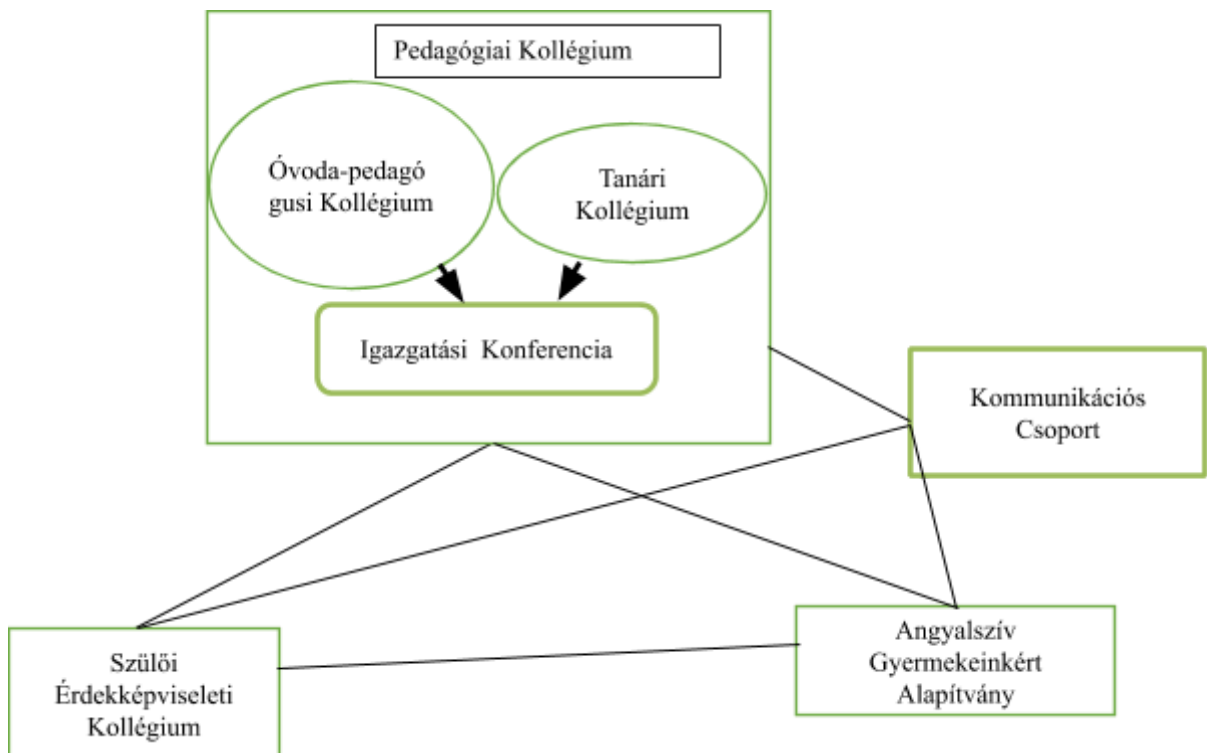 Pedagógiai Kollégium
Óvoda-pedagó
gusi Kollégium
Tanári
Kollégium
Igazgatási Konferencia
Kommunikációs
Csoport
Szülői
Érdekképviseleti
Kollégium
Angyalszív
Gyermekeinkért
Alapítvány